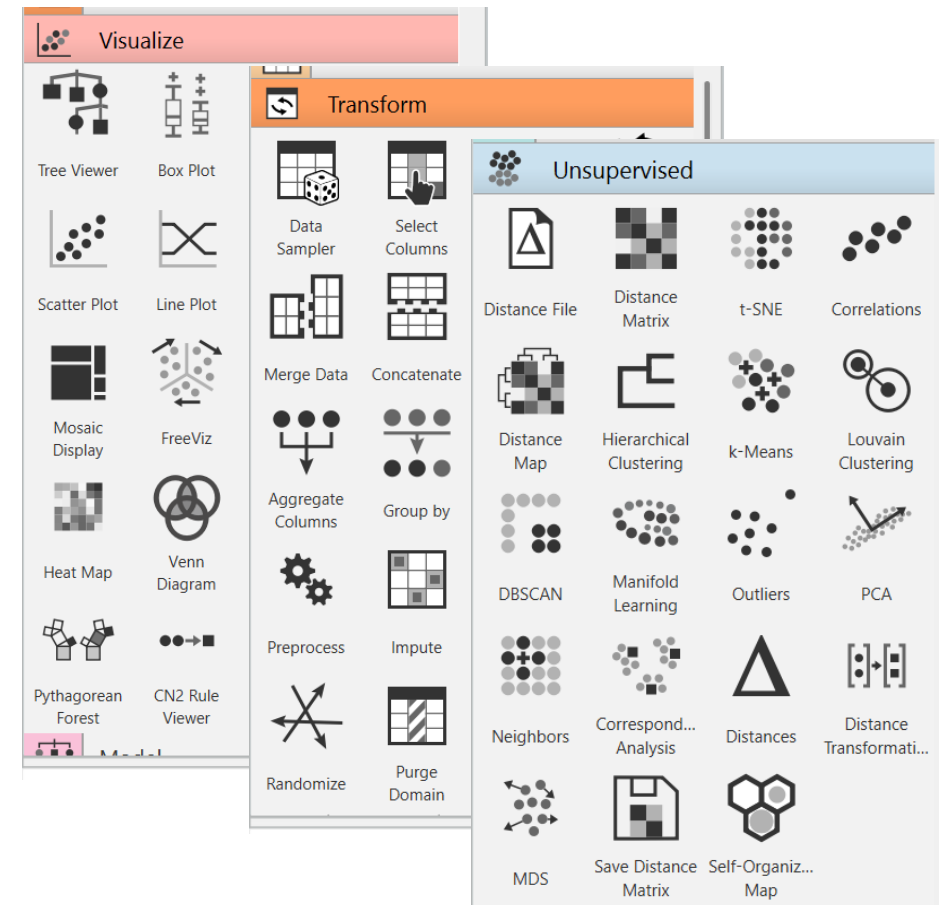 Visualize
Tree Viewer
Box Plot
Scatter Plot
Line Plot
Mosaic
Display
FreeViz
Heat Map
Venn
Diagram
Pythagorean
Forest
CN2 Rule
Viewer
Model
Transform
Data
Sampler
Select
Columns
Merge Data
Concatenate
Aggregate
Columns
Group by
Preprocess
Impute
Randomize
Purge
Domain
Unsupervised
Distance File
Distance
Matrix
t-SNE
Correlations
Distance
Map
Hierarchical
Clustering
k-Means
Louvain
Clustering
DBSCAN
Manifold
Learning
Outliers
PCA
Neighbors
Correspond...
Analysis
Distances
Distance
Transformati...
MDS
Save Distance
Matrix
Self-Organiz...
Map